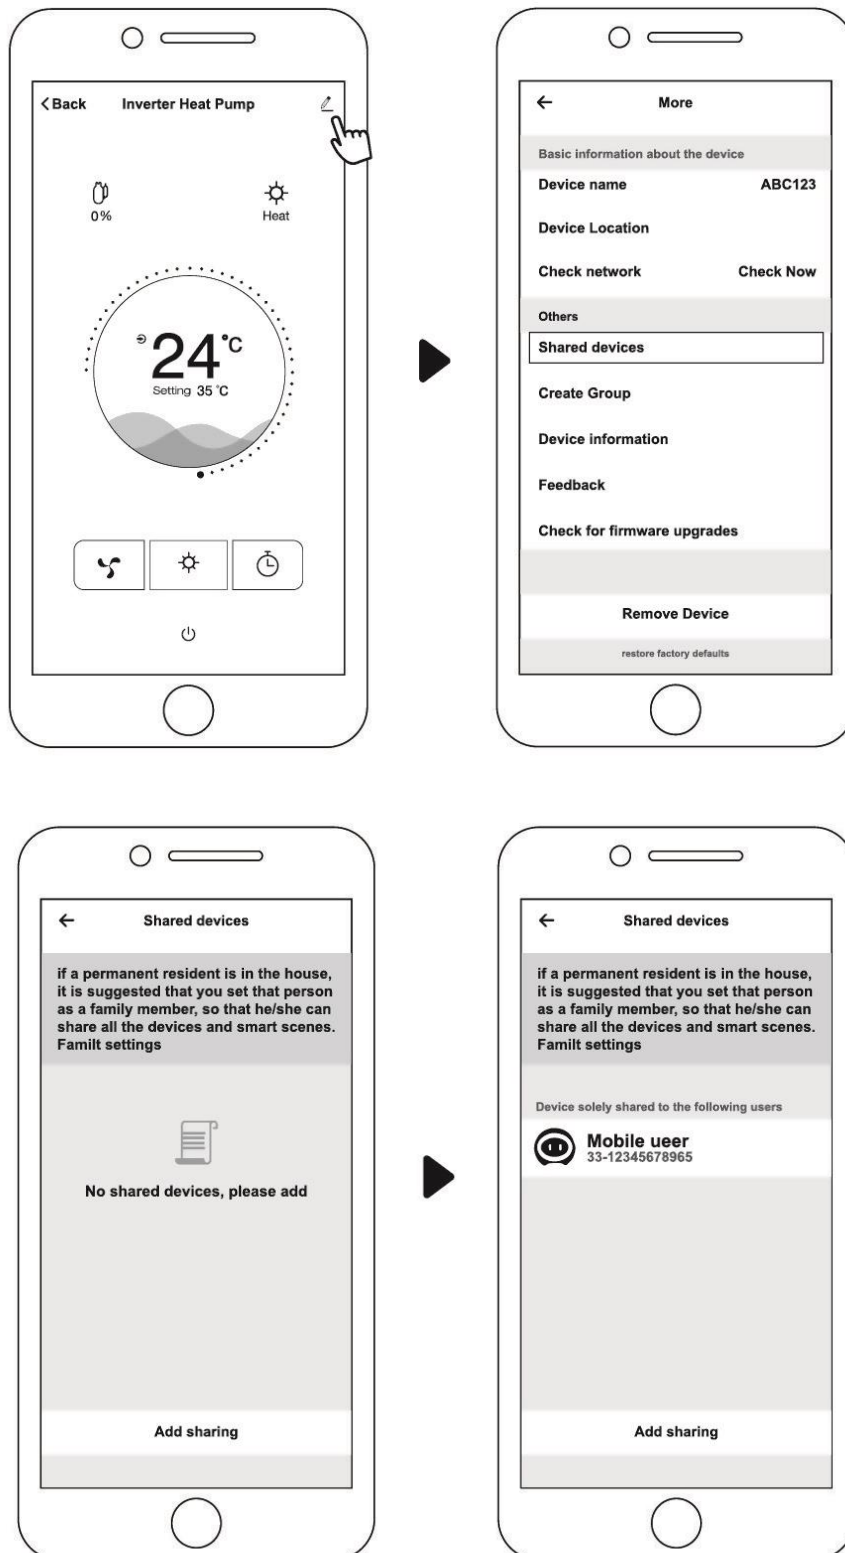 Back Inverter Heat Pump
0% Heat
24°C
Setting 35 °C
More
Basic information about the device
Device name ABC123
Device Location
Check network Check Now
Others
Shared devices
Create Group
Device information
Feedback
Check for firmware upgrades
Remove Device
restore factory defaults
Shared devices
if a permanent resident is in the house,
it is suggested that you set that person
as a family member, so that he/she can
share all the devices and smart scenes.
Familt settings
No shared devices, please add
Add sharing
Shared devices
if a permanent resident is in the house,
it is suggested that you set that person
as a family member, so that he/she can
share all the devices and smart scenes.
Familt settings
Device solely shared to the following users
Mobile ueer
33-12345678965
Add sharing